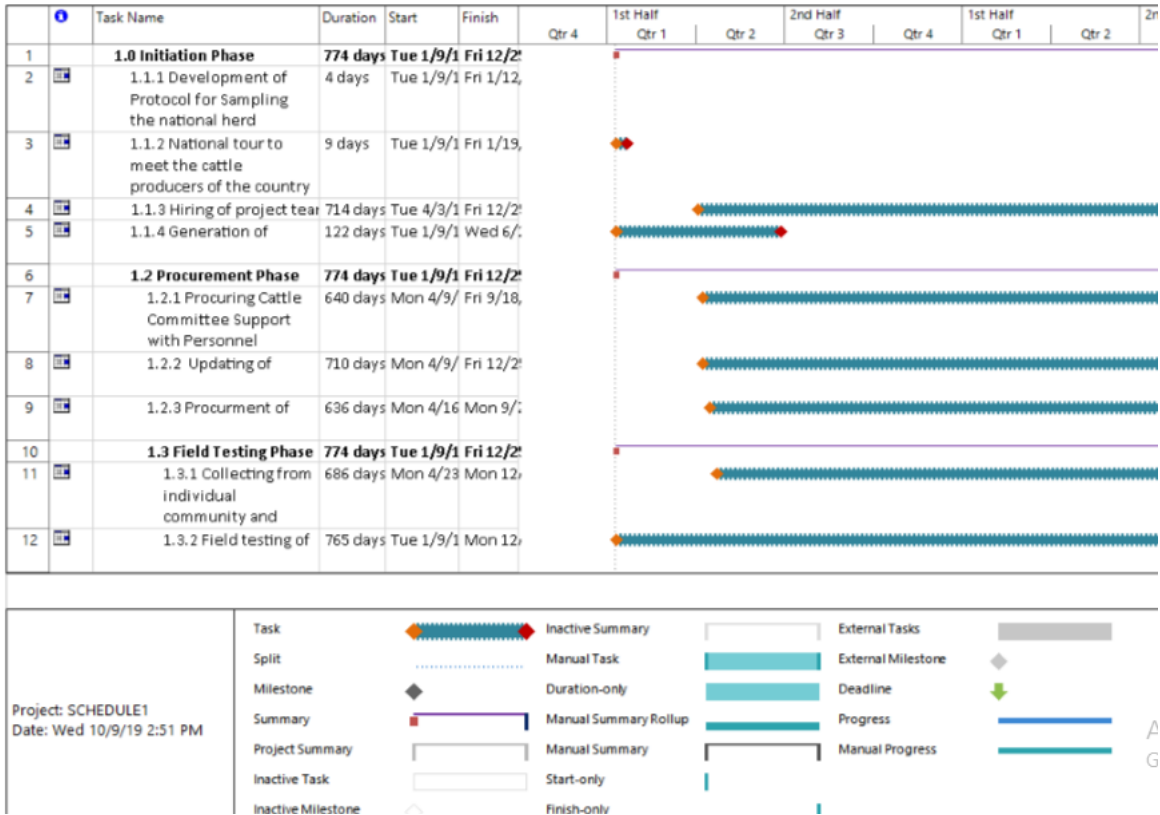 Task Name Duration Start Finish
1st Half 2nd Half 1st Half 2n
Qtr 4 Qtr 1 Qtr 2 Qtr 3 Qtr 4 Qtr 1 Qtr 2
1 1.0 Initiation Phase 774 days Tue 1/9/1 Fri 12/2
2 1.1.1 Development of 4 days Tue 1/9/1 Fri 1/12,
Protocol for Sampling
the national herd
3 1.1.2 National tour to 9 days Tue 1/9/1 Fri 1/19,
meet the cattle
producers of the country
4 1.1.3 Hiring of project tear 714 days Tue 4/3/1 Fri 12/2
5 1.1.4 Generation of 122 days Tue 1/9/1 Wed 6/
6 1.2 Procurement Phase 774 days Tue 1/9/1 Fri 12/2
7 1.2.1 Procuring Cattle 640 days Mon 4/9/ Fri 9/18,
Committee Support
with Personnel
8 1.2.2 Updating of 710 days Mon 4/9/ Fri 12/2
9 1.2.3 Procurment of 636 days Mon 4/16 Mon 9/
10 1.3 Field Testing Phase 774 days Tue 1/9/1 Fri 12/2
11 1.3.1 Collecting from 686 days Mon 4/23 Mon 12/
individual
community and
12 1.3.2 Field testing of 765 days Tue 1/9/1 Mon 12/
Project: SCHEDULE1
Date: Wed 10/9/19 2:51 PM
Task Inactive Summary External Tasks
Split Manual Task External Milestone
Milestone Duration-only Deadline
Summary Manual Summary Rollup Progress
Project Summary Manual Summary Manual Progress
Inactive Task Start-only
Inactive Milestone Finish-only
A
G